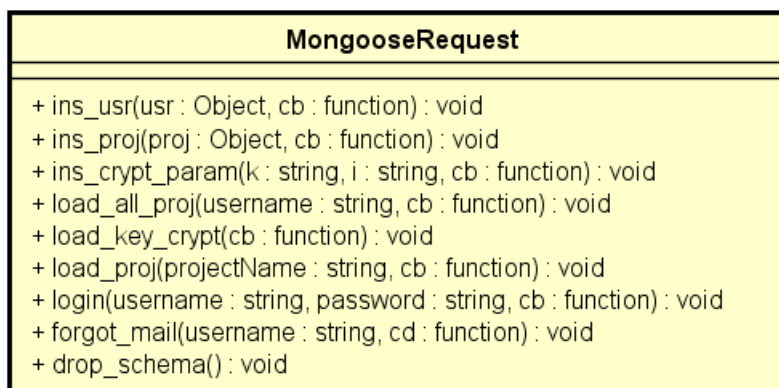 MongooseRequest
+ ins_usr(usr : Object, cb : function) : void
+ ins_proj(proj : Object, cb : function) : void
+ ins_crypt_param(k : string, i : string, cb : function) : void
+ load_all_proj(username : string, cb : function) : void
+ load_key_crypt(cb : function) : void
+ load_proj(projectName : string, cb : function) : void
+ login(username : string, password : string, cb : function) : void
+ forgot_mail(username : string, cd : function) : void
+ drop_schema() : void